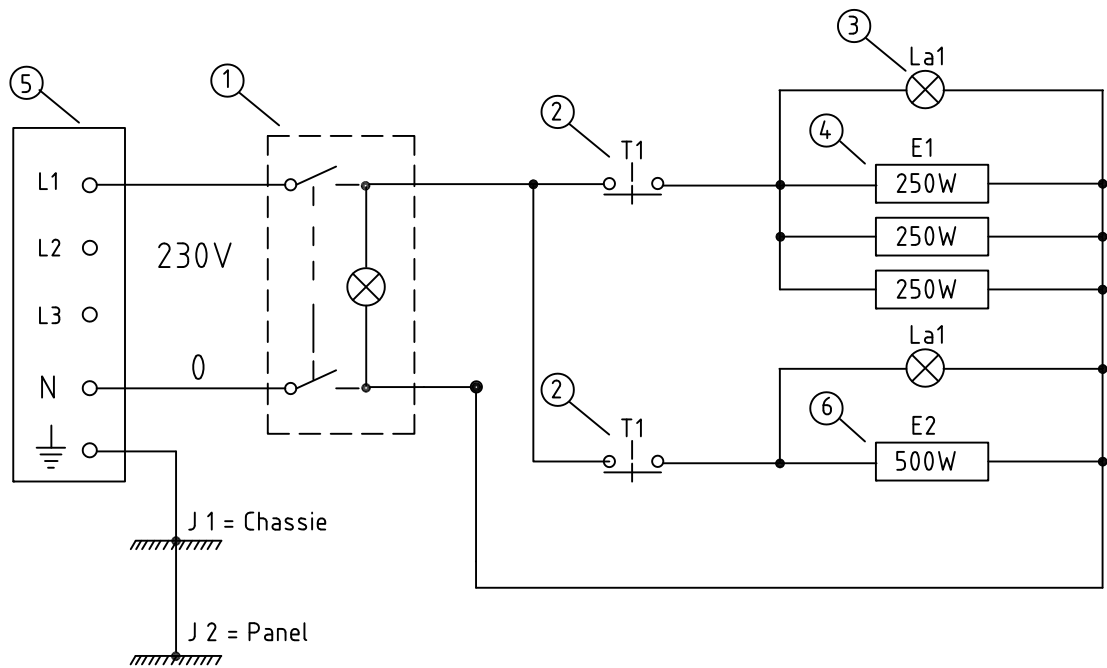 3
La1
5
1
2
4
T1
E1
L1
250W
L2
230V
250W
L3
250W
La1
0
N
2
6
T1
E2
500W
J 1 = Chassie
J 2 = Panel